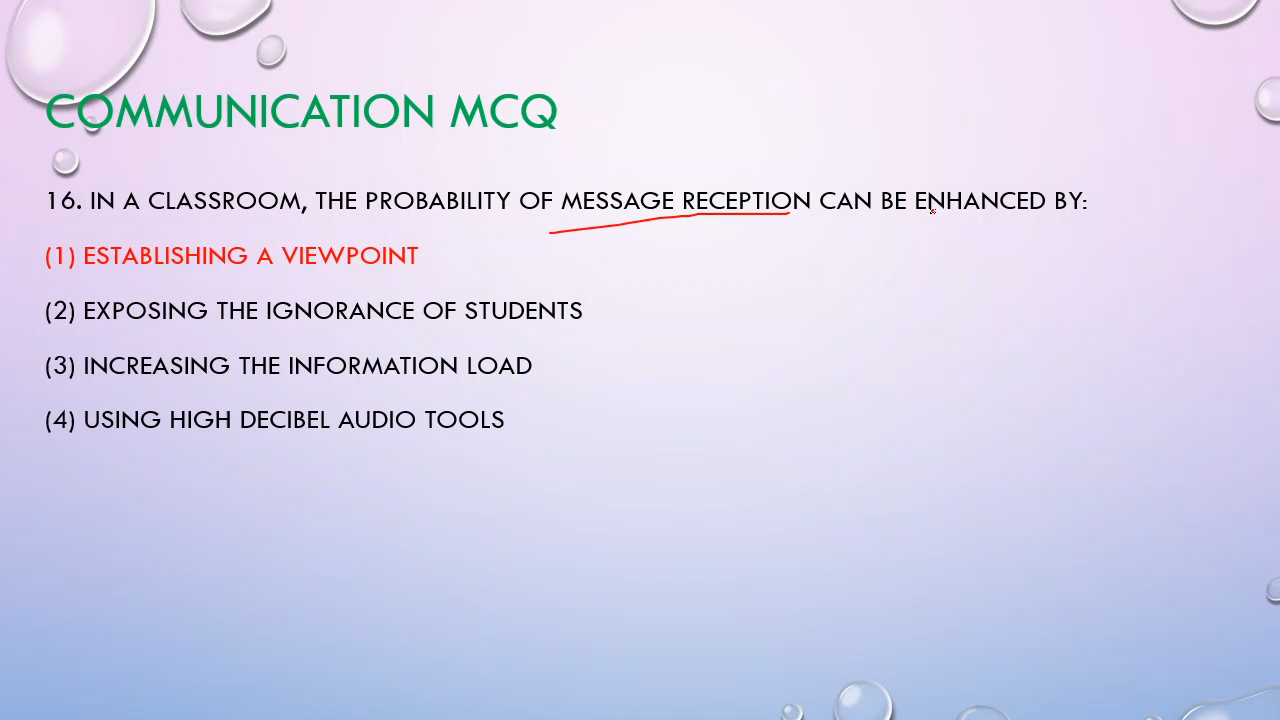 COMMUNICATION MCQ
16. IN A CLASSROOM, THE PROBABILITY OF MESSAGE RECEPTION CAN BE ENHANCED BY:
(1) ESTABLISHING A VIEWPOINT
(2) EXPOSING THE IGNORANCE OF STUDENTS
(3) INCREASING THE INFORMATION LOAD
(4) USING HIGH DECIBEL AUDIO TOOLS